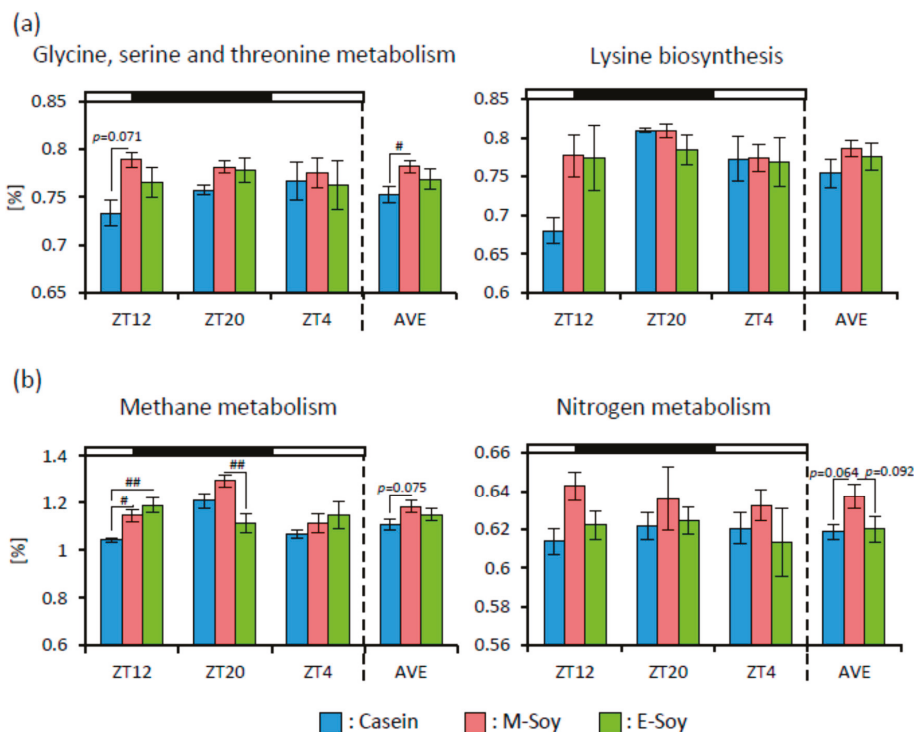 (a)
Glycine, serine and threonine metabolism
[%]
0.85
0.8
0.75
0.7
0.65
p=0.071
#
ZT12 ZT20 ZT4 AVE
Lysine biosynthesis
0.85
0.8
0.75
0.7
0.65
0.6
ZT12 ZT20 ZT4 AVE
(b)
Methane metabolism
[%]
1.4
1.2
1
0.8
0.6
##
#
##
p=0.075
ZT12 ZT20 ZT4 AVE
Nitrogen metabolism
0.66
0.64
0.62
0.6
0.58
0.56
p=0.064 p=0.092
ZT12 ZT20 ZT4 AVE
: Casein : M-Soy : E-Soy